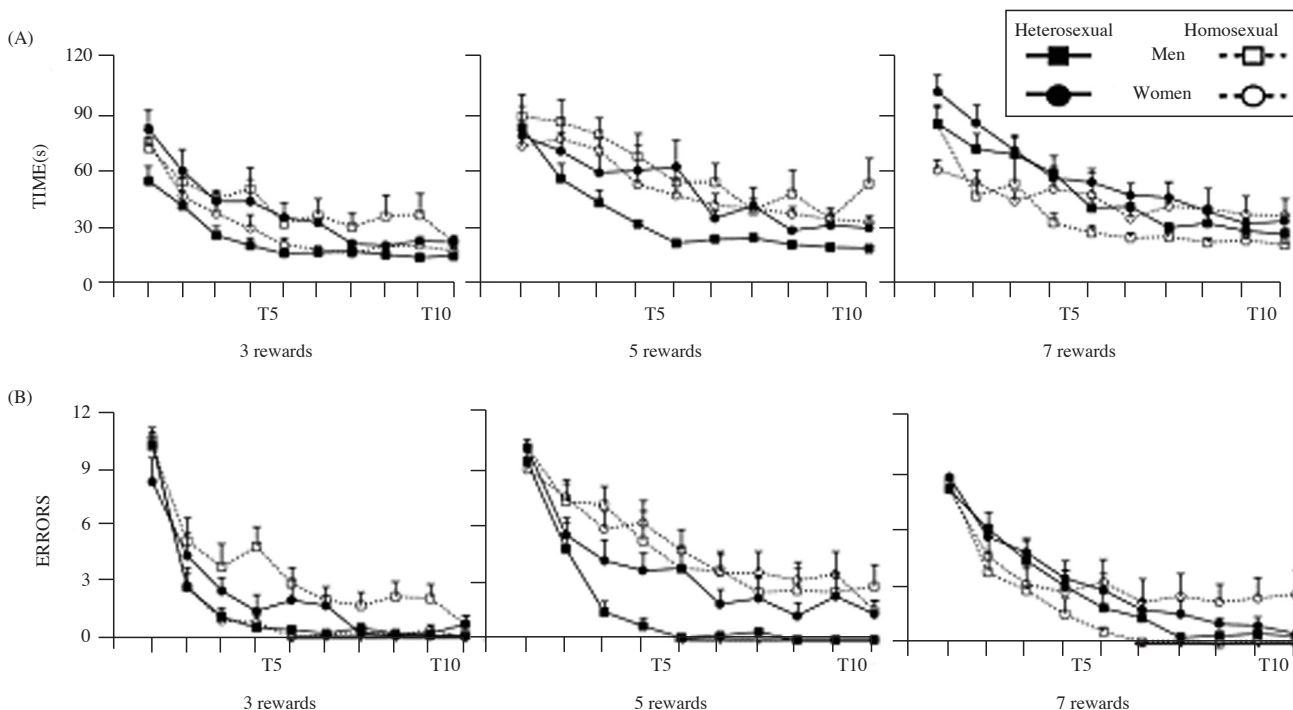 (A)
Heterosexual Homosexual
Men
Women
120
90
60
30
0
TIME(s)
T5 T10 T5 T10 T5 T10
3 rewards 5 rewards 7 rewards
(B)
12
9
6
3
0
ERRORS
T5 T10 T5 T10 T5 T10
3 rewards 5 rewards 7 rewards